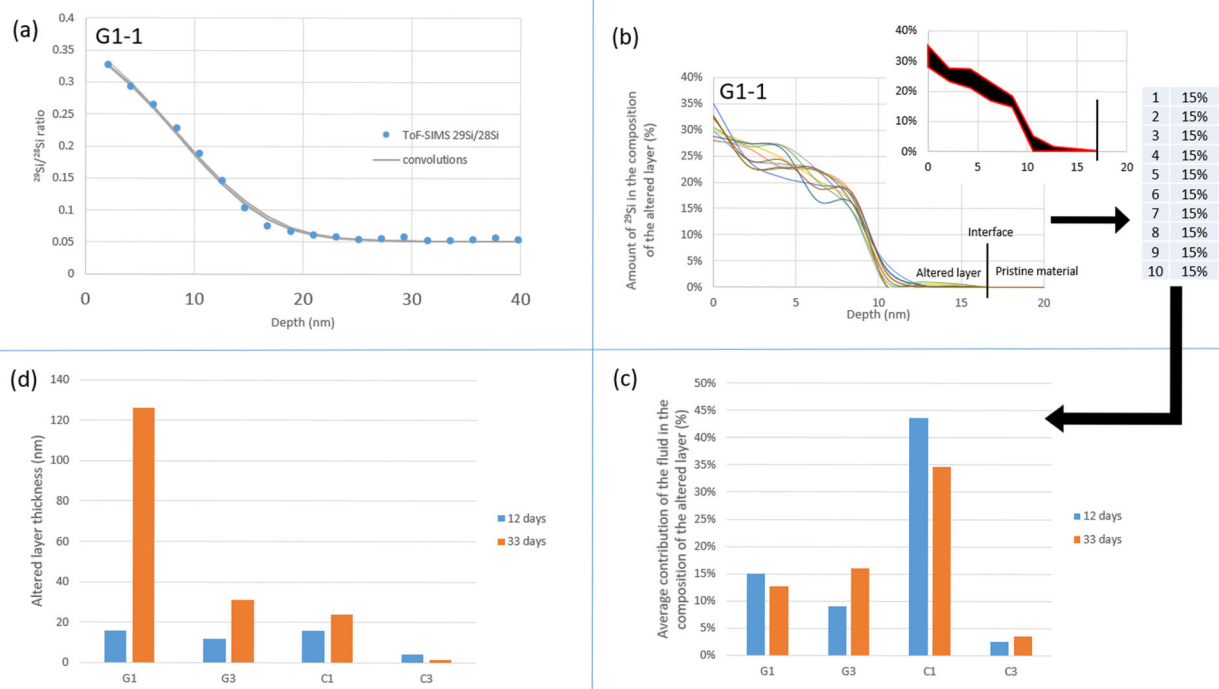 (a)
G1-1
0.4
0.35
0.3
0.25
0.2
0.15
0.1
0.05
0
²⁹Si/²⁸Si ratio
ToF-SIMS 29Si/28Si
convolutions
0
10
20
30
40
Depth (nm)
(b)
G1-1
40%
35%
30%
25%
20%
15%
10%
5%
0%
Amount of ²⁹Si in the composition
of the altered layer (%)
Interface
Altered layer
Pristine material
0
5
10
15
20
Depth (nm)
40%
30%
20%
10%
0%
0
5
10
15
20
1 15%
2 15%
3 15%
4 15%
5 15%
6 15%
7 15%
8 15%
9 15%
10 15%
(d)
140
120
100
80
60
40
20
0
Altered layer thickness (nm)
G1
G3
C1
C3
12 days
33 days
(c)
50%
45%
40%
35%
30%
25%
20%
15%
10%
5%
0%
Average contribution of the fluid in the
composition of the altered layer (%)
G1
G3
C1
C3
12 days
33 days